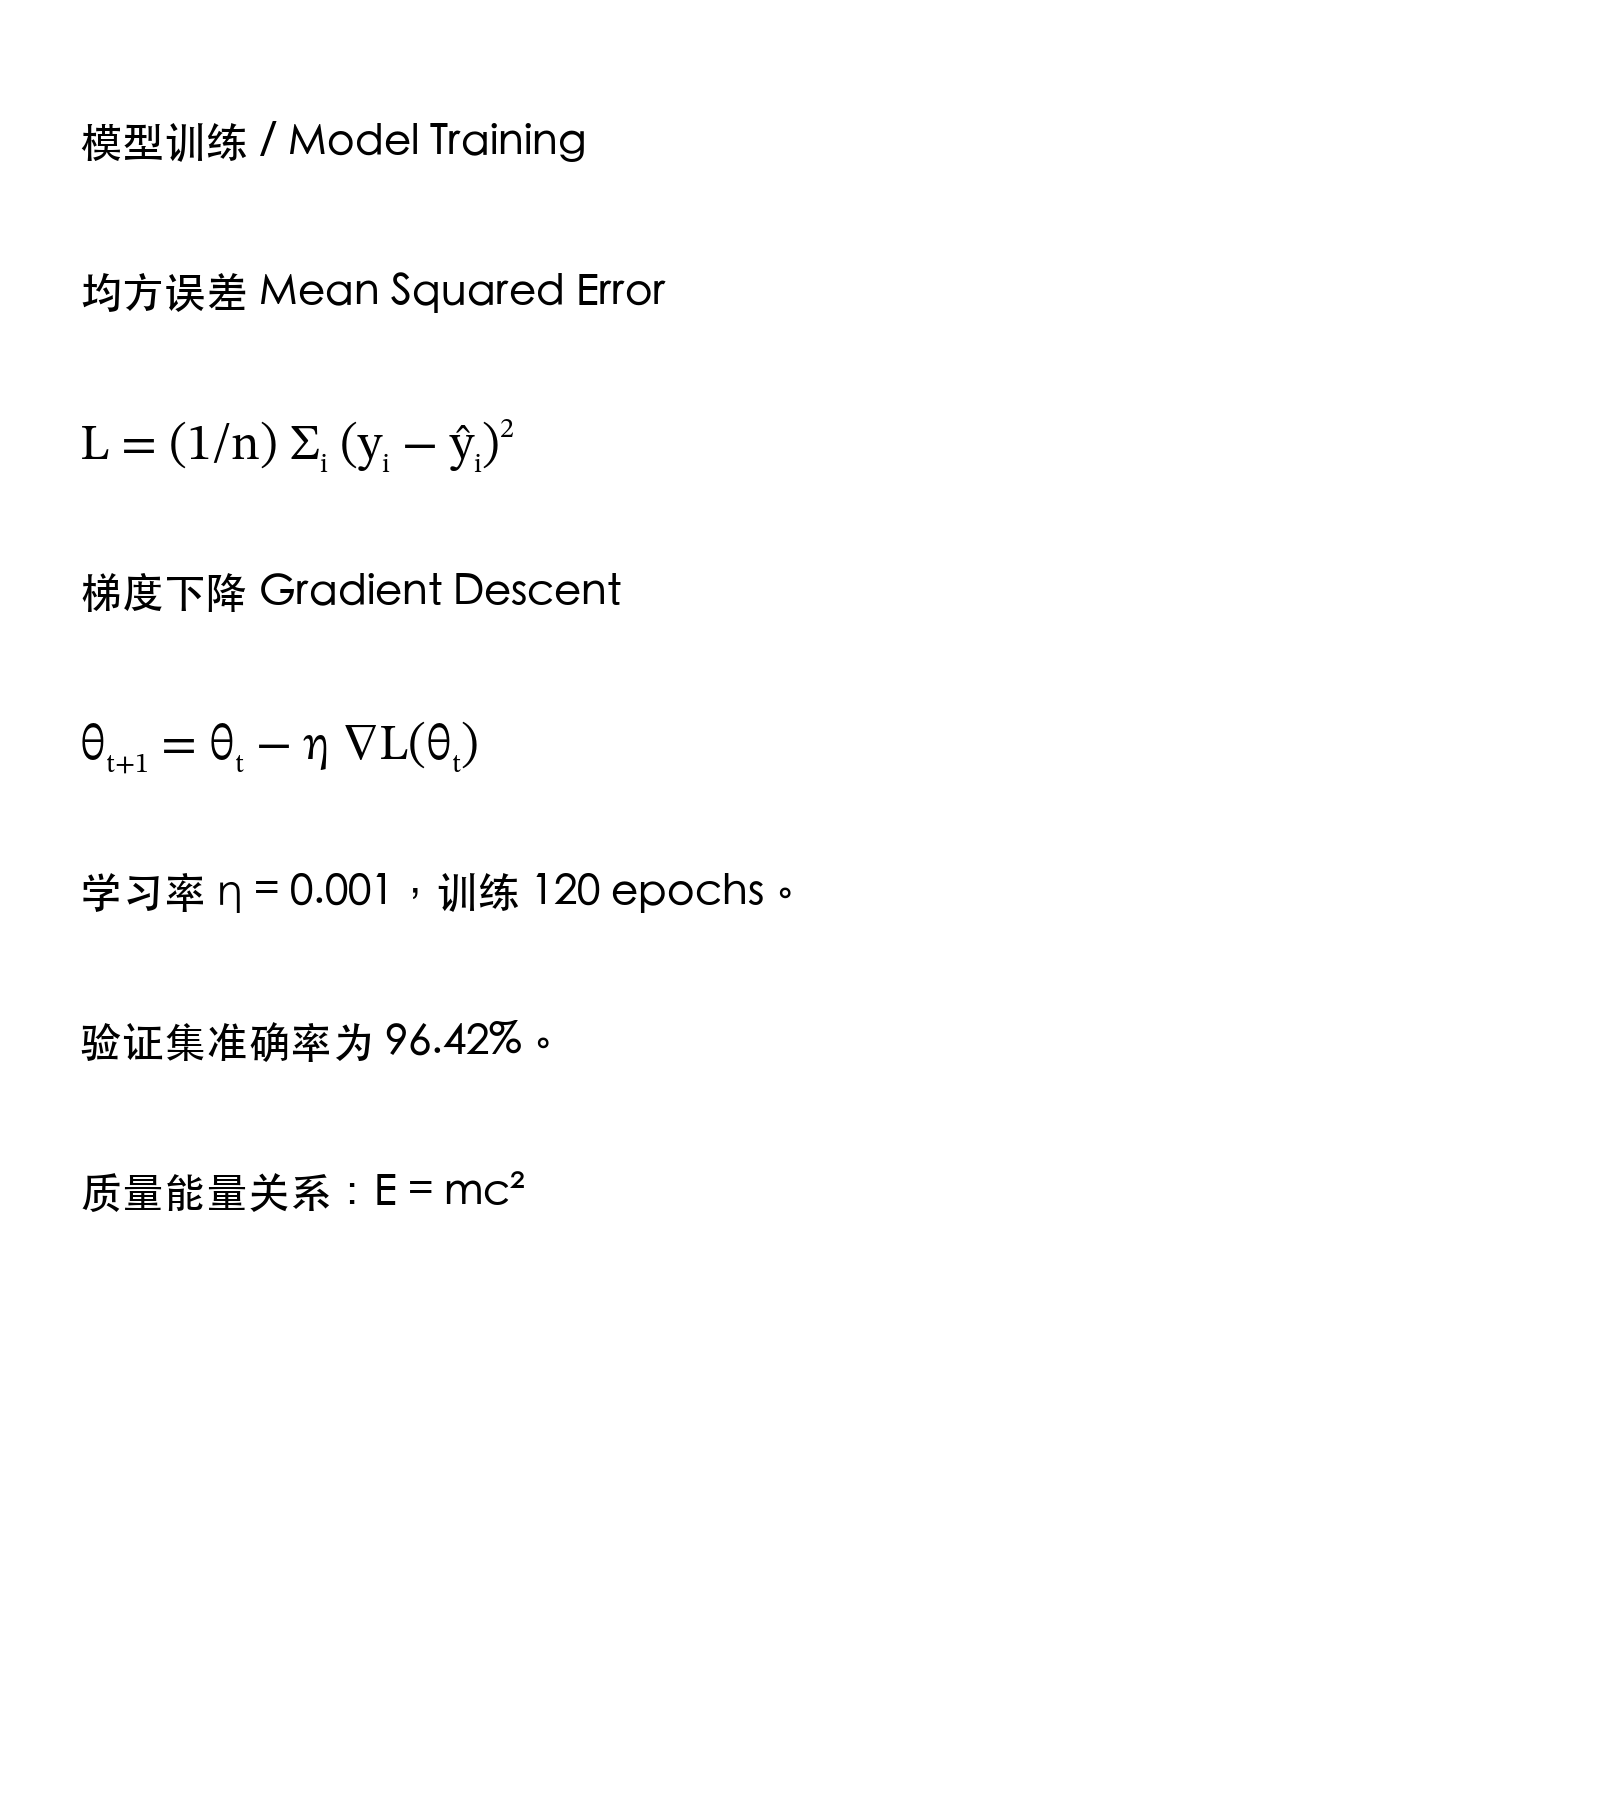 模型训练 / Model Training
均方误差 Mean Squared Error
L = (1/n) Σᵢ (yᵢ − ŷᵢ)²
梯度下降 Gradient Descent
θₜ₊₁ = θₜ − η ∇L(θₜ)
学习率 η = 0.001，训练 120 epochs。
验证集准确率为 96.42%。
质量能量关系：E = mc²